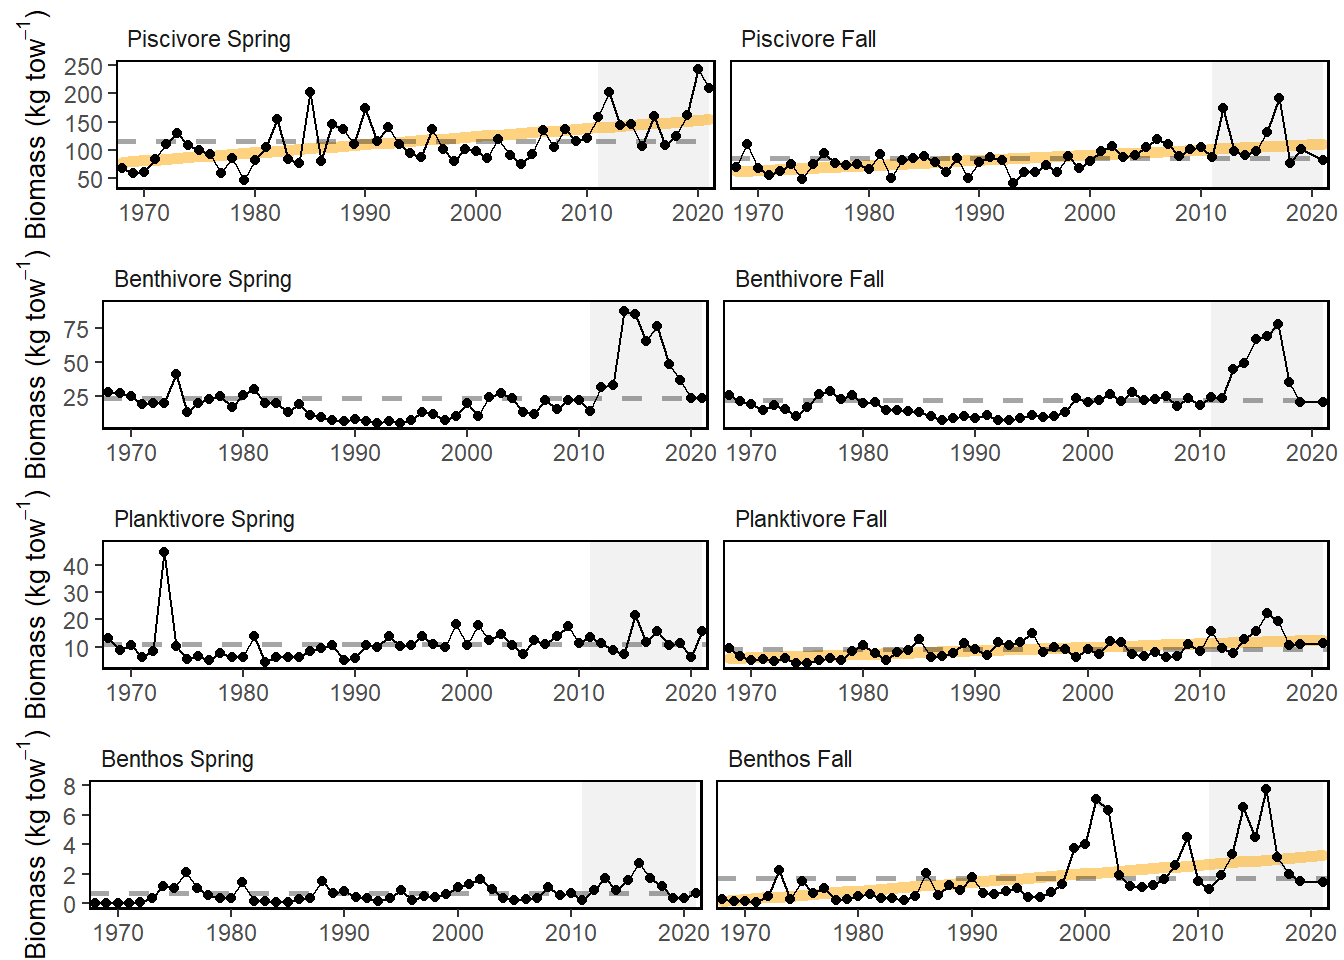 Piscivore Spring
Piscivore Fall
Biomass (kg tow⁻¹)
250
200
150
100
50
1970 1980 1990 2000 2010 2020
1970 1980 1990 2000 2010 2020
Benthivore Spring
Benthivore Fall
Biomass (kg tow⁻¹)
75
50
25
1970 1980 1990 2000 2010 2020
1970 1980 1990 2000 2010 2020
Planktivore Spring
Planktivore Fall
Biomass (kg tow⁻¹)
40
30
20
10
1970 1980 1990 2000 2010 2020
1970 1980 1990 2000 2010 2020
Benthos Spring
Benthos Fall
Biomass (kg tow⁻¹)
8
6
4
2
0
1970 1980 1990 2000 2010 2020
1970 1980 1990 2000 2010 2020